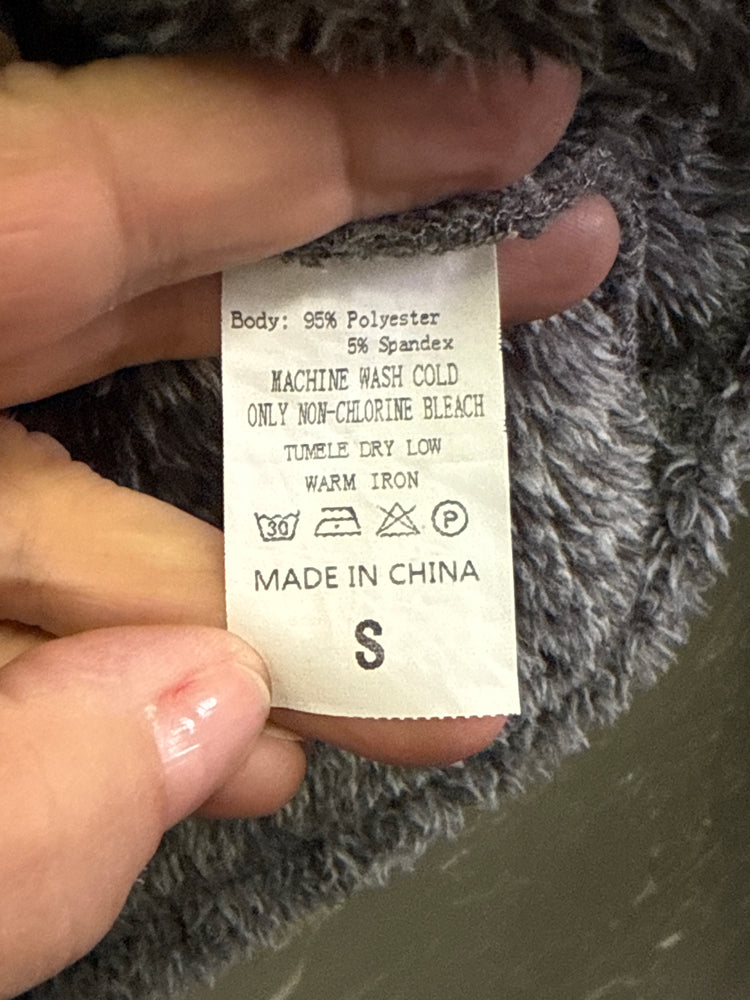 Body: 95% Polyester
5% Spandex
MACHINE WASH COLD
ONLY NON-CHLORINE BLEACH
TUMELE DRY LOW
WARM IRON
30 P
MADE IN CHINA
S